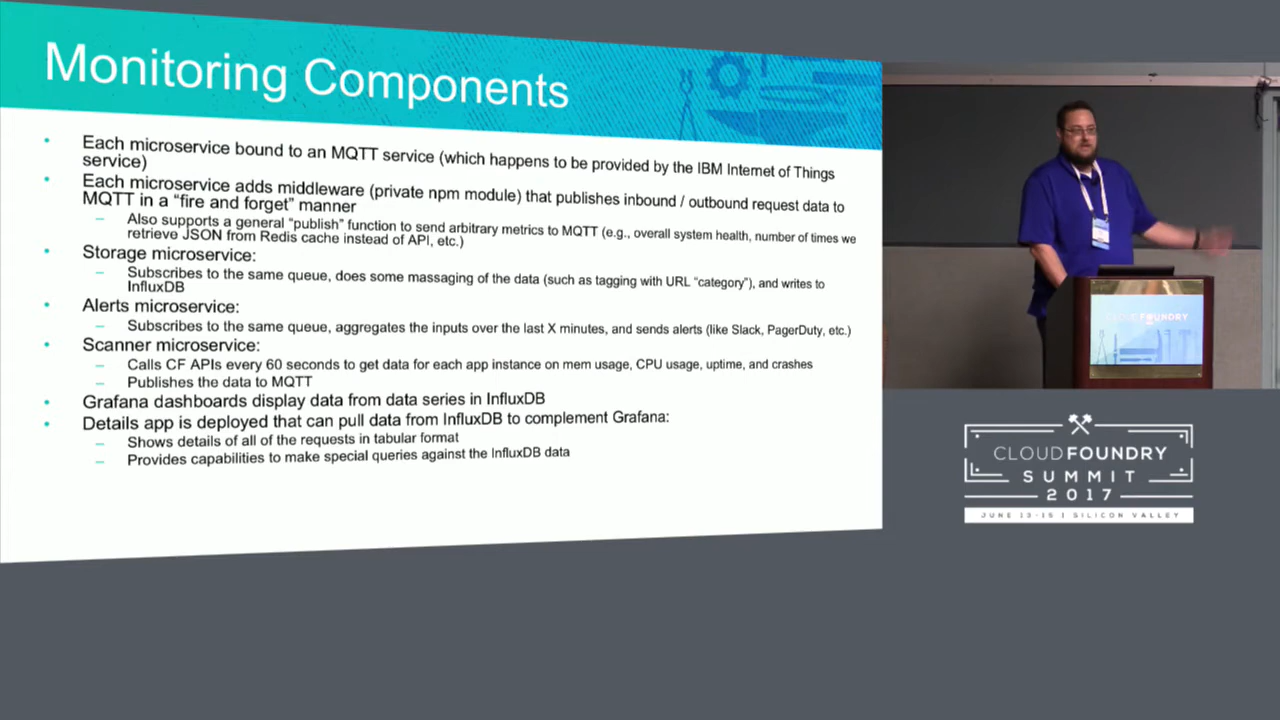 Monitoring Components
• Each microservice bound to an MQTT service (which happens to be provided by the IBM Internet of Things
service)
• Each microservice adds middleware (private npm module) that publishes inbound / outbound request data to
MQTT in a “fire and forget” manner
– Also supports a general “publish” function to send arbitrary metrics to MQTT (e.g., overall system health, number of times we
retrieve JSON from Redis cache instead of API, etc.)
• Storage microservice:
– Subscribes to the same queue, does some massaging of the data (such as tagging with URL “category”), and writes to
InfluxDB
• Alerts microservice:
– Subscribes to the same queue, aggregates the inputs over the last X minutes, and sends alerts (like Slack, PagerDuty, etc.)
• Scanner microservice:
– Calls CF APIs every 60 seconds to get data for each app instance on mem usage, CPU usage, uptime, and crashes
– Publishes the data to MQTT
• Grafana dashboards display data from data series in InfluxDB
• Details app is deployed that can pull data from InfluxDB to complement Grafana:
– Shows details of all of the requests in tabular format
– Provides capabilities to make special queries against the InfluxDB data
CLOUD FOUNDRY
CLOUDFOUNDRY
SUMMIT
2017
JUNE 13-15 | SILICON VALLEY